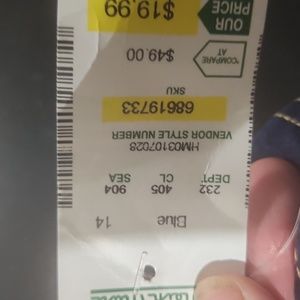 Blue 14
DEPT. CL SEA
232 405 904
HM03107028
VENDOR STYLE NUMBER
68619733
SKU
$49.00
*COMPARE AT
$19.99
OUR PRICE